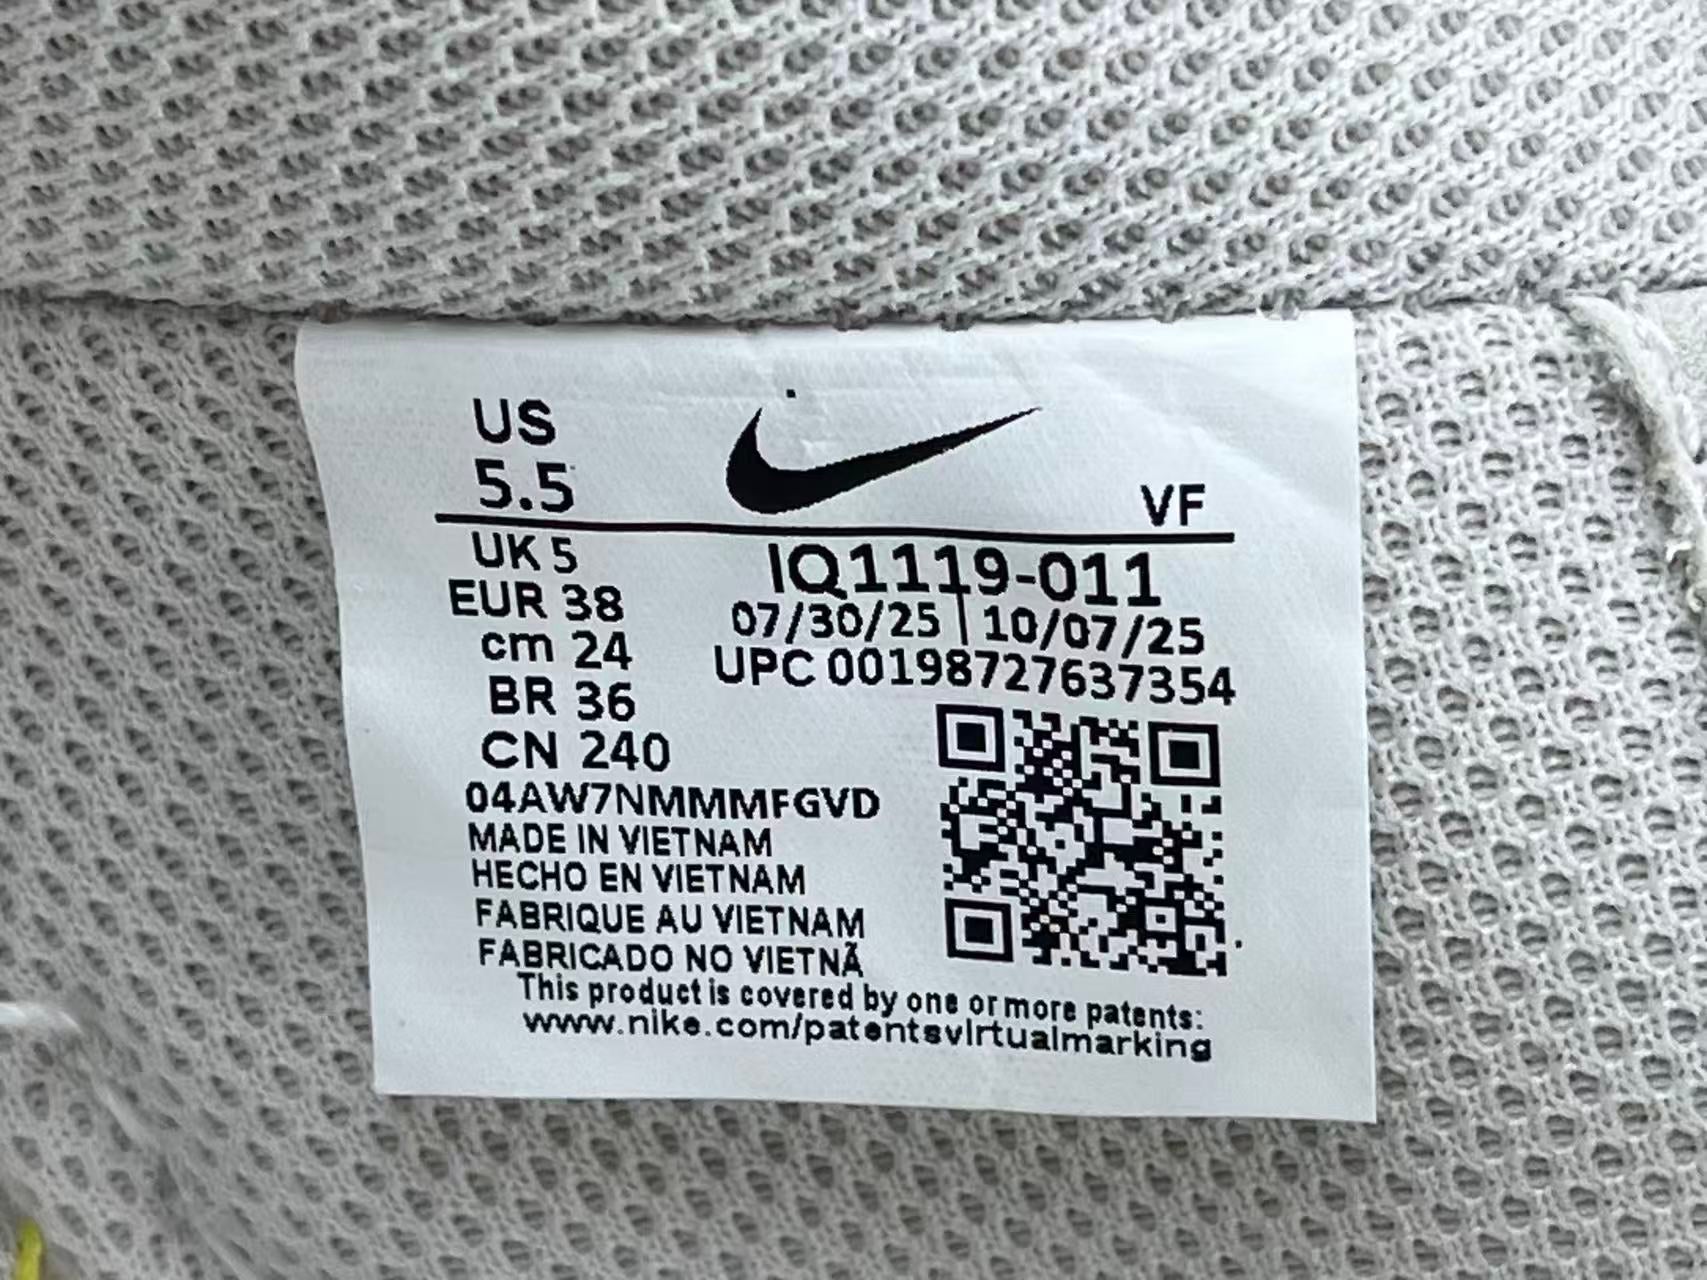 US
5.5
VF
UK 5
EUR 38
cm 24
BR 36
CN 240
IQ1119-011
07/30/25 | 10/07/25
UPC 00198727637354
04AW7NMMMFGVD
MADE IN VIETNAM
HECHO EN VIETNAM
FABRIQUE AU VIETNAM
FABRICADO NO VIETNÃ
This product is covered by one or more patents:
www.nike.com/patentsvirtualmarking